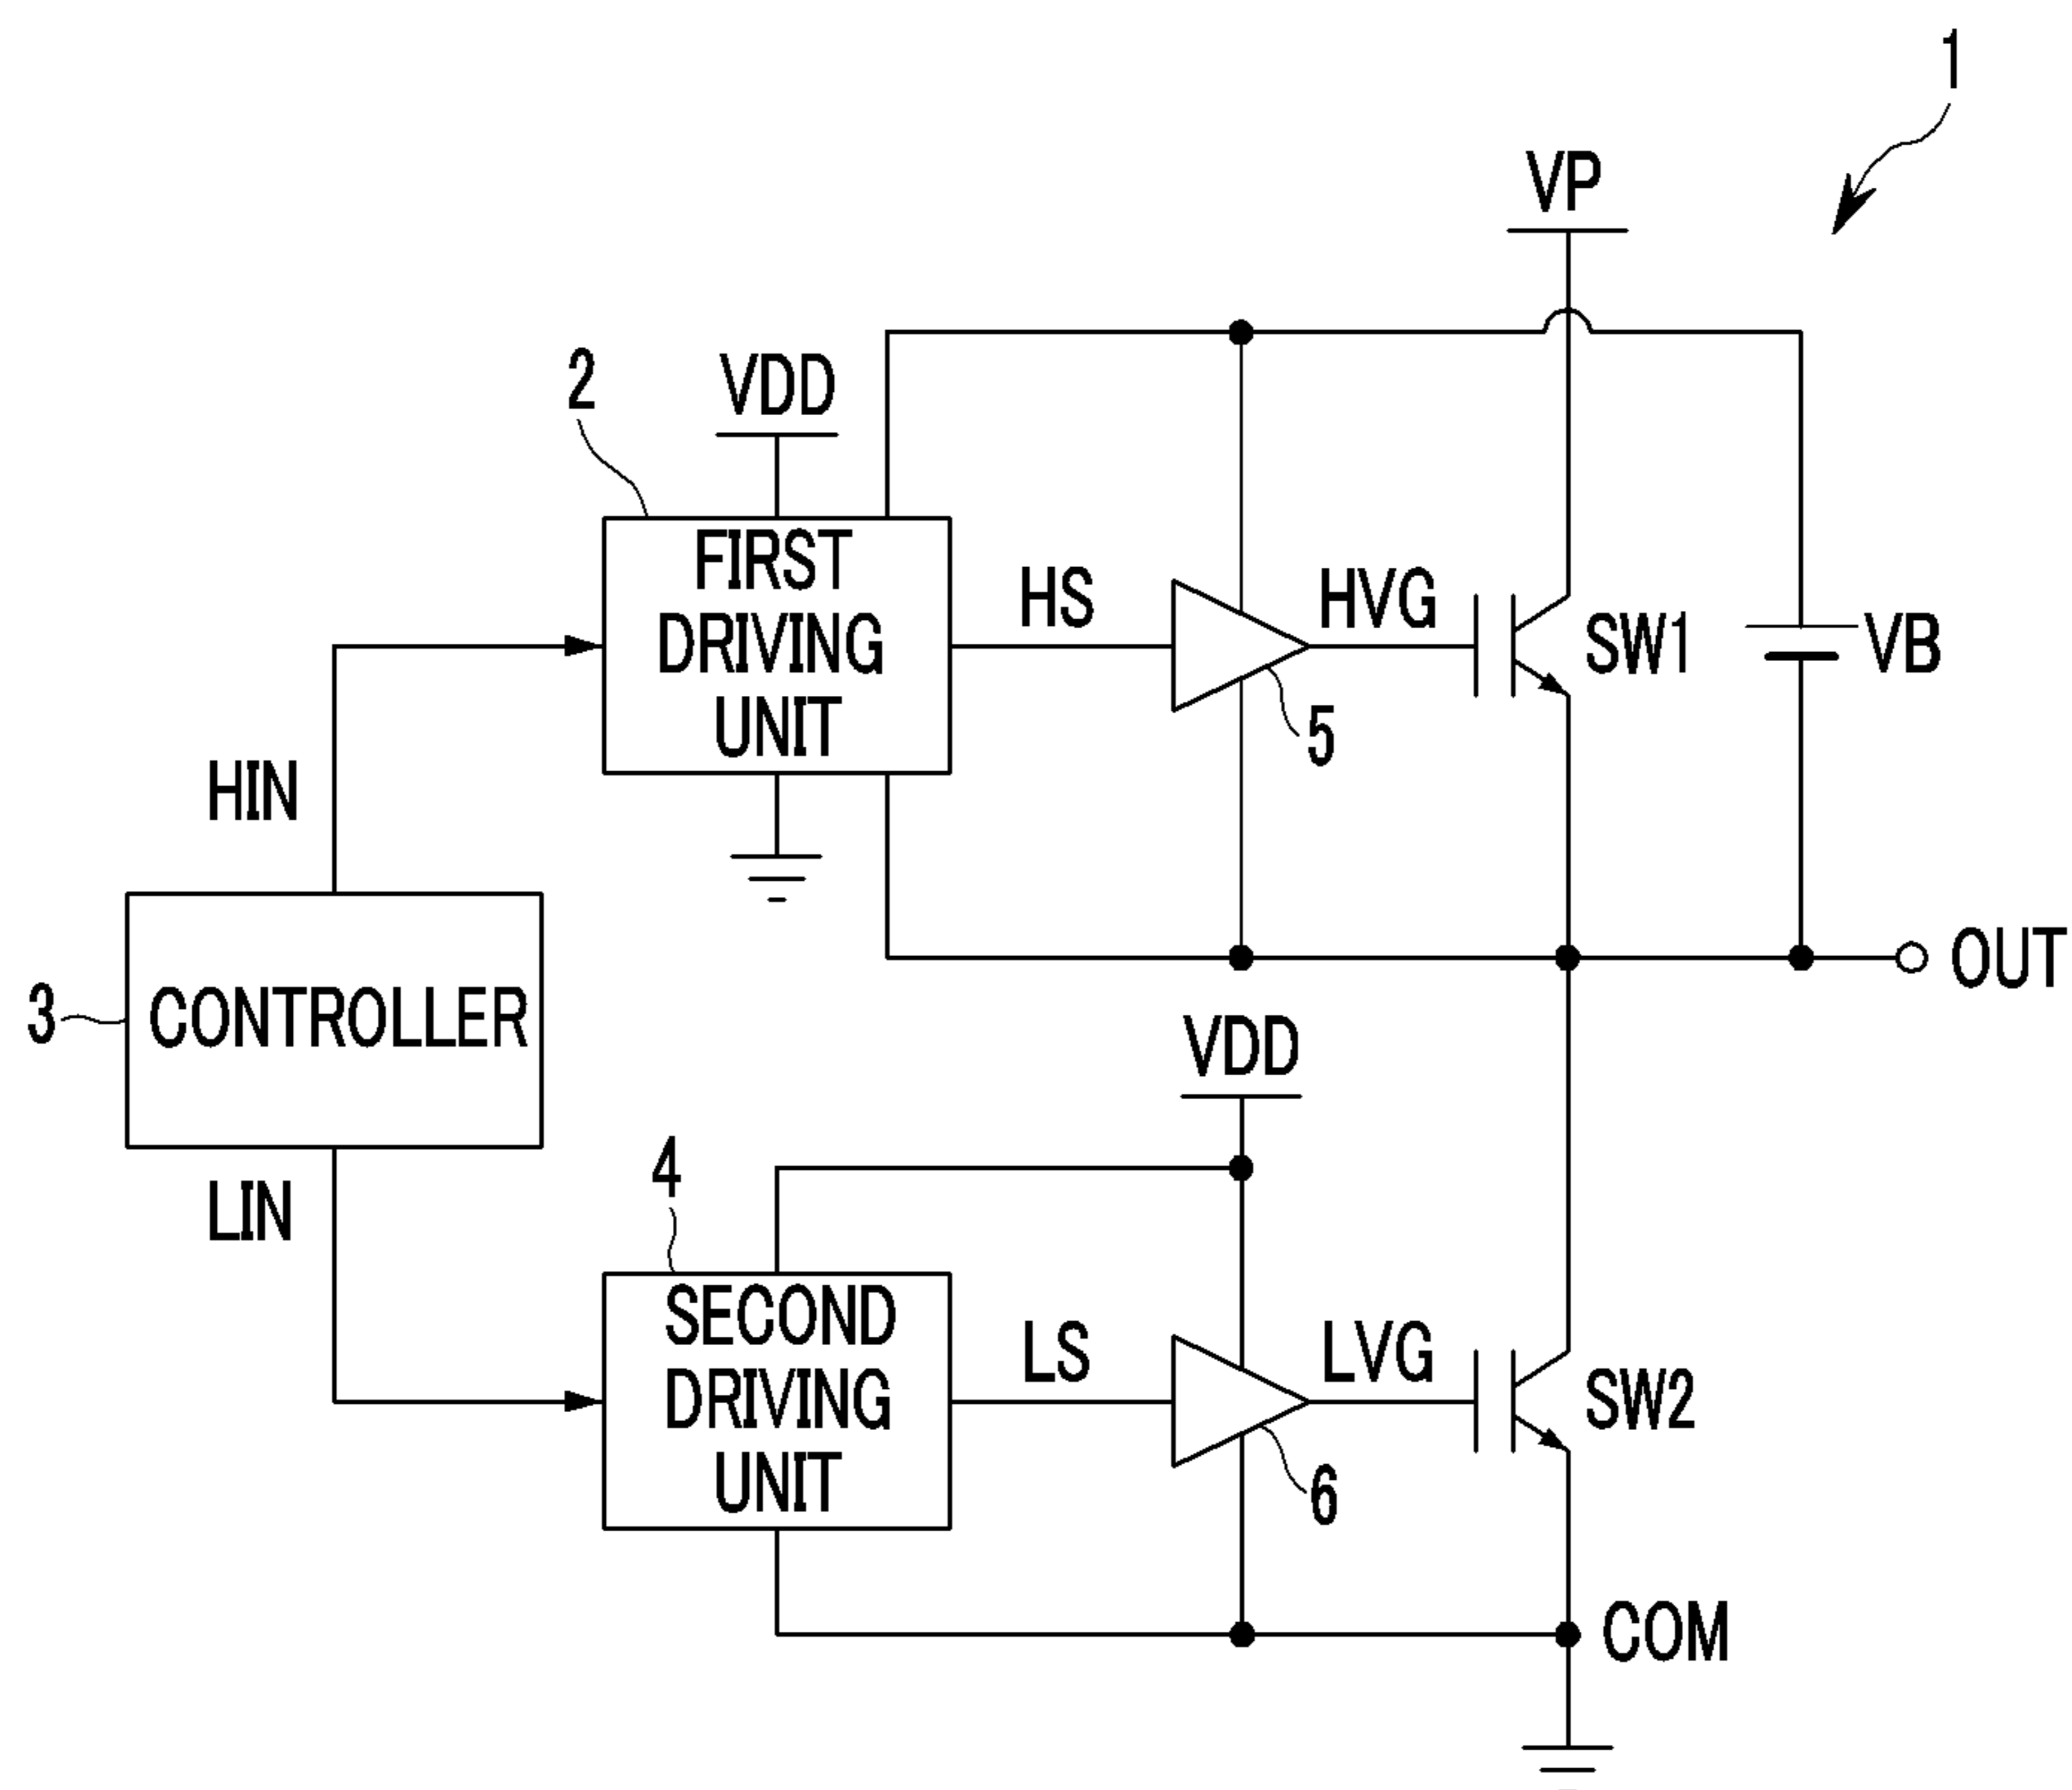 1
VP
2
VDD
FIRST
DRIVING
UNIT
HS
HVG
SW1
VB
5
HIN
OUT
3
CONTROLLER
VDD
LIN
4
SECOND
DRIVING
UNIT
LS
LVG
SW2
6
COM